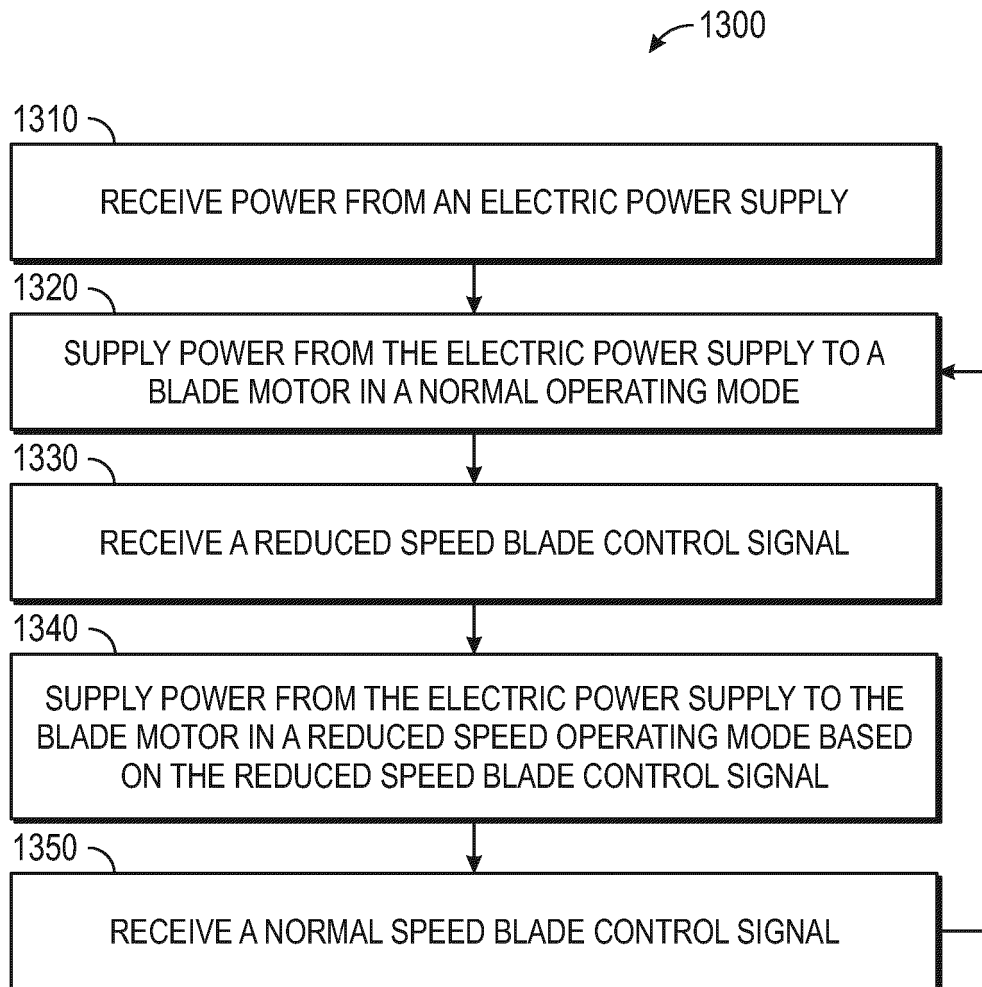 1300
1310
RECEIVE POWER FROM AN ELECTRIC POWER SUPPLY
1320
SUPPLY POWER FROM THE ELECTRIC POWER SUPPLY TO A
BLADE MOTOR IN A NORMAL OPERATING MODE
1330
RECEIVE A REDUCED SPEED BLADE CONTROL SIGNAL
1340
SUPPLY POWER FROM THE ELECTRIC POWER SUPPLY TO THE
BLADE MOTOR IN A REDUCED SPEED OPERATING MODE BASED
ON THE REDUCED SPEED BLADE CONTROL SIGNAL
1350
RECEIVE A NORMAL SPEED BLADE CONTROL SIGNAL